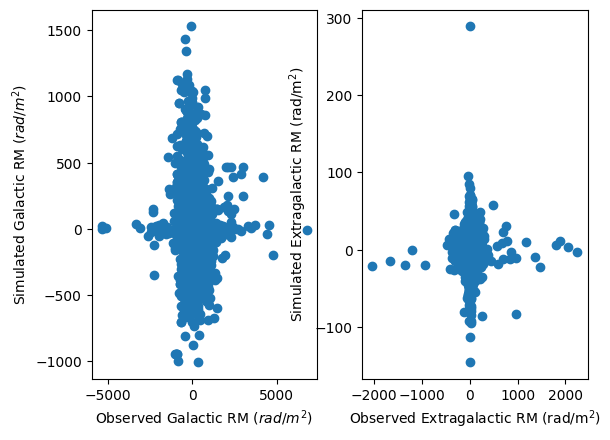 1500
1000
500
0
−500
−1000
−5000 0 5000
Simulated Galactic RM (rad/m²)
Observed Galactic RM (rad/m²)
300
200
100
0
−100
−2000 −1000 0 1000 2000
Simulated Extragalactic RM (rad/m²)
Observed Extragalactic RM (rad/m²)